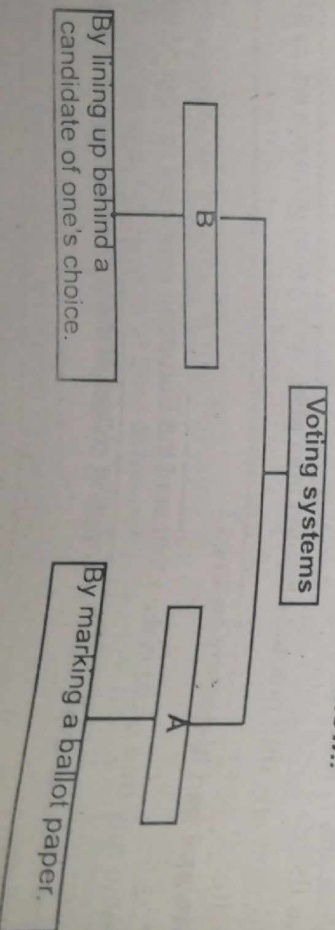 Voting systems
B
A
By lining up behind a
candidate of one's choice.
By marking a ballot paper.